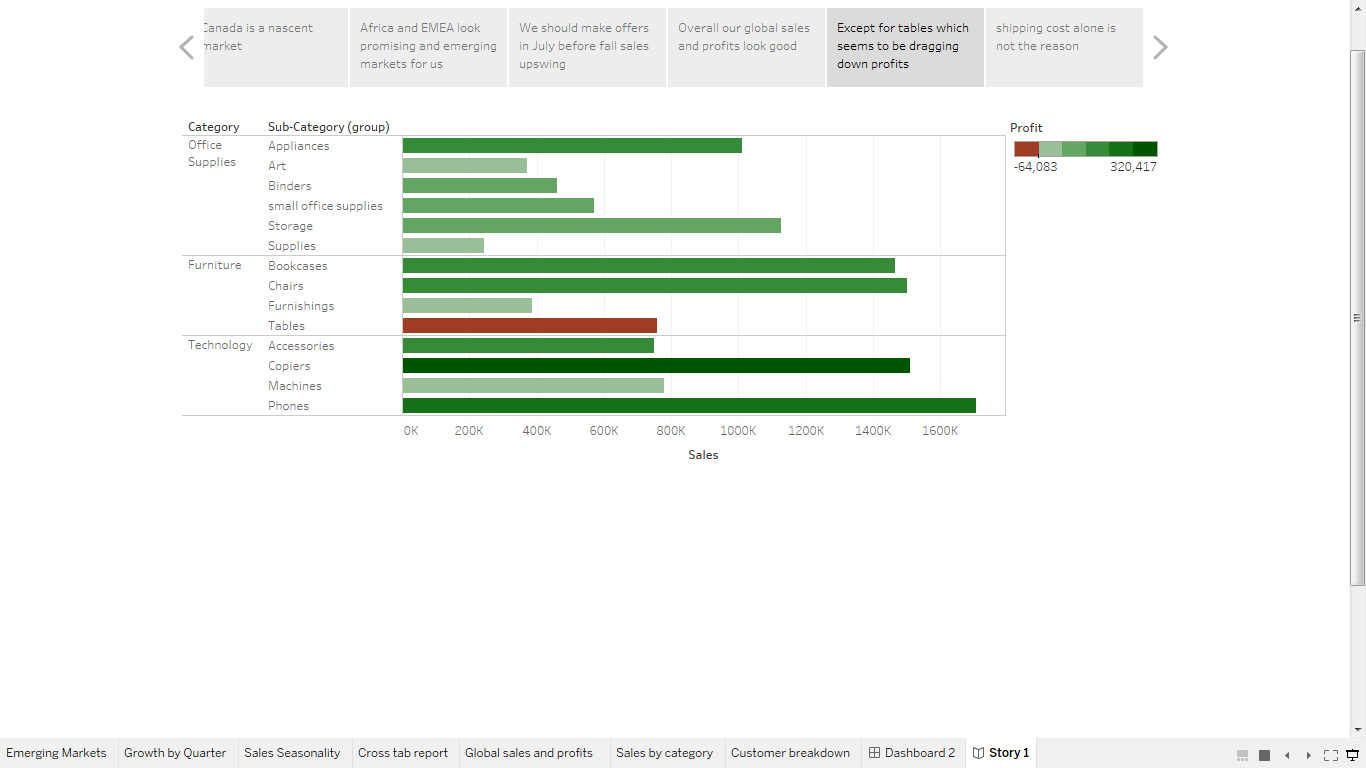 Canada is a nascent
market
Africa and EMEA look
promising and emerging
markets for us
We should make offers
in July before fall sales
upswing
Overall our global sales
and profits look good
Except for tables which
seems to be dragging
down profits
shipping cost alone is
not the reason
Category Sub-Category (group)
Office
Supplies
Appliances
Art
Binders
small office supplies
Storage
Supplies
Furniture Bookcases
Chairs
Furnishings
Tables
Technology Accessories
Copiers
Machines
Phones
0K 200K 400K 600K 800K 1000K 1200K 1400K 1600K
Sales
Profit
-64,083 320,417
Emerging Markets Growth by Quarter Sales Seasonality Cross tab report Global sales and profits Sales by category Customer breakdown Dashboard 2 Story 1